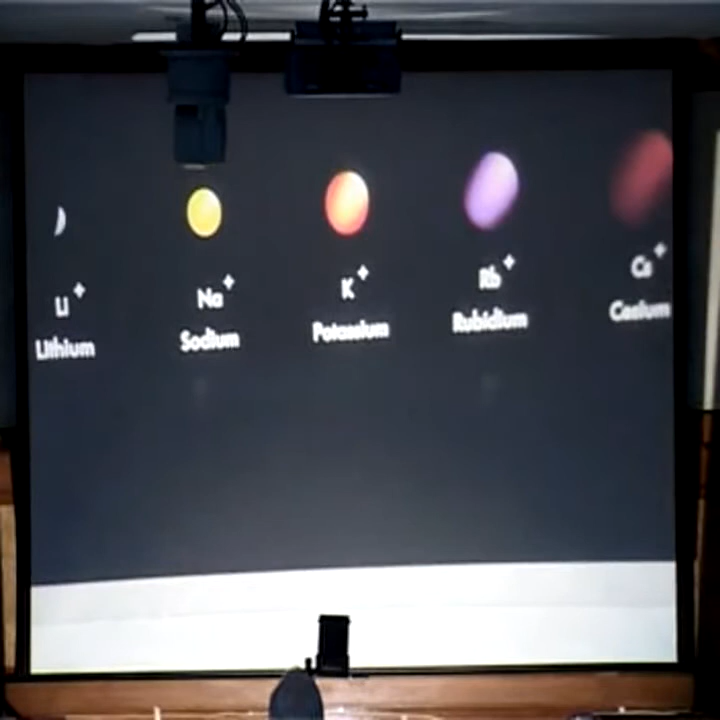 Li+
Lithium
Na+
Sodium
K+
Potassium
Rb+
Rubidium
Cs+
Cesium